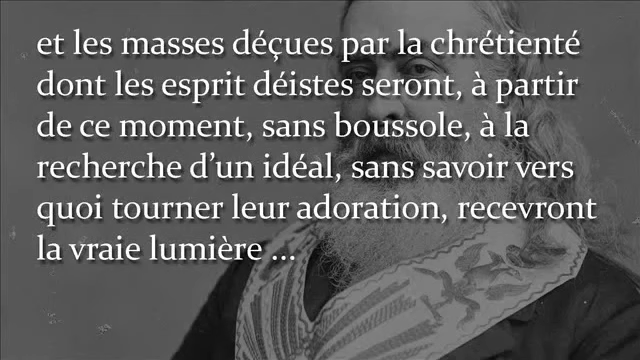 et les masses déçues par la chrétienté
dont les esprit déistes seront, à partir
de ce moment, sans boussole, à la
recherche d’un idéal, sans savoir vers
quoi tourner leur adoration, recevront
la vraie lumière ...